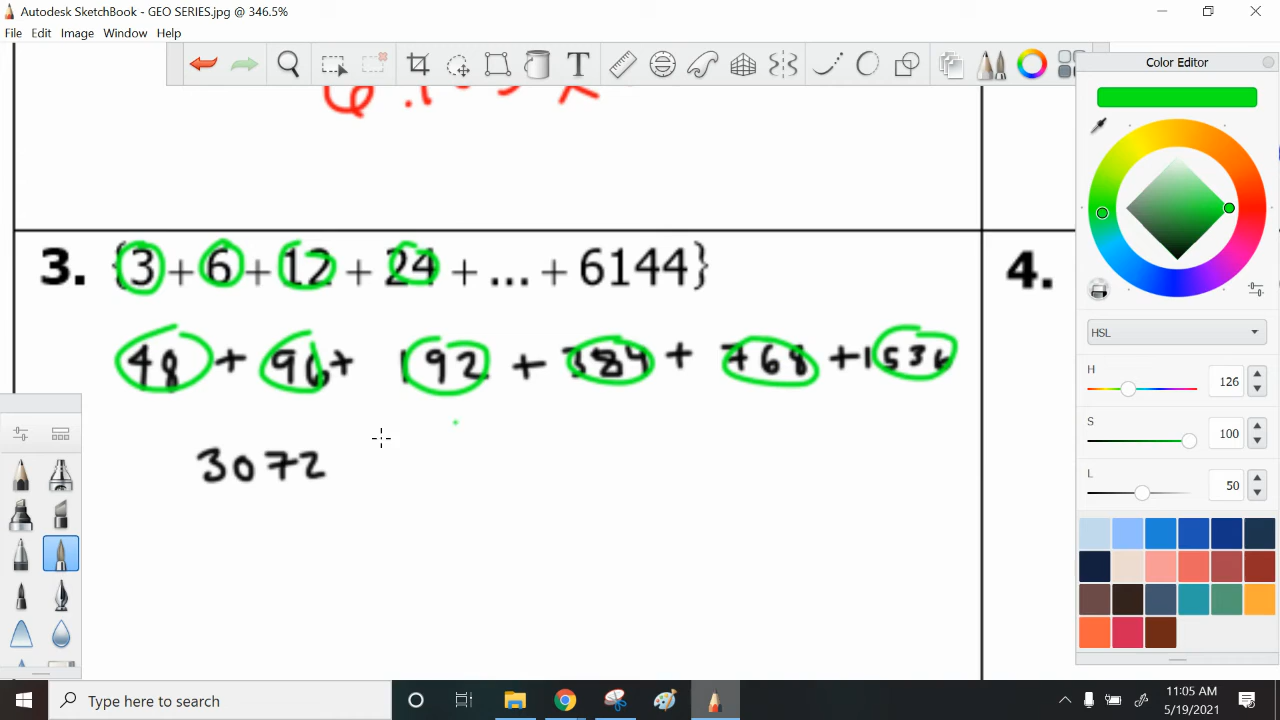 Autodesk SketchBook - GEO SERIES.jpg @ 346.5%
File Edit Image Window Help
T
Color Editor
3. {3+6+12+24+...+6144}
4.
48 + 96+ 192 + 384 + 768 +1536
3072
HSL
H 126
S 100
L 50
Type here to search
11:05 AM
5/19/2021